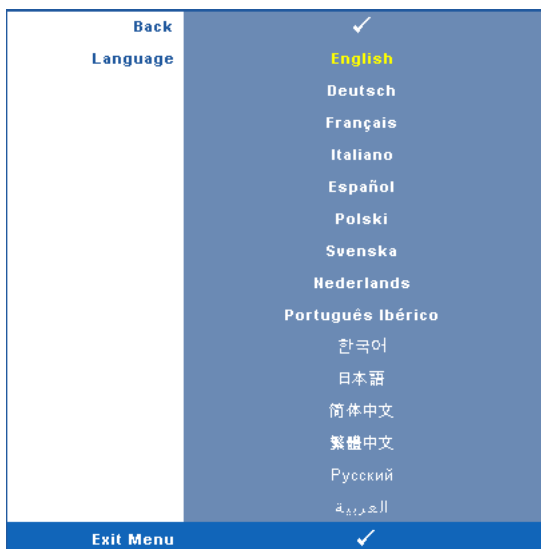 Back ✓
Language English
Deutsch
Français
Italiano
Español
Polski
Svenska
Nederlands
Português Ibérico
한국어
日本語
简体中文
繁體中文
Русский
العربية
Exit Menu ✓